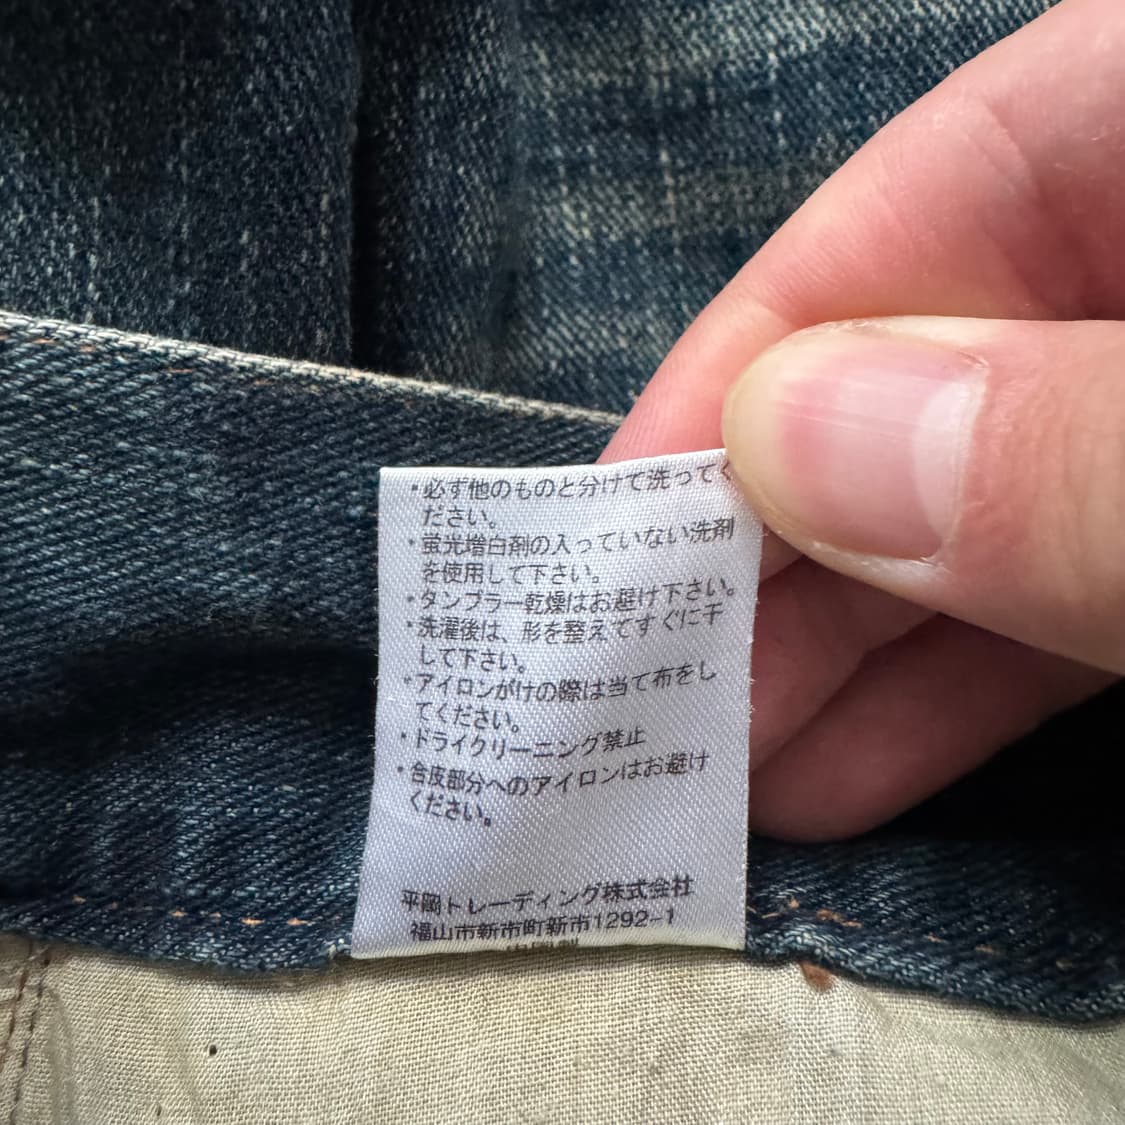 ・必ず他のものと分けて洗ってく
ださい。
・蛍光増白剤の入っていない洗剤
を使用して下さい。
・タンブラー乾燥はお避け下さい。
・洗濯後は、形を整えてすぐに干
して下さい。
・アイロンがけの際は当て布をし
てください。
・ドライクリーニング禁止
・合皮部分へのアイロンはお避け
ください。
平岡トレーディング株式会社
福山市新市町新市1292-1